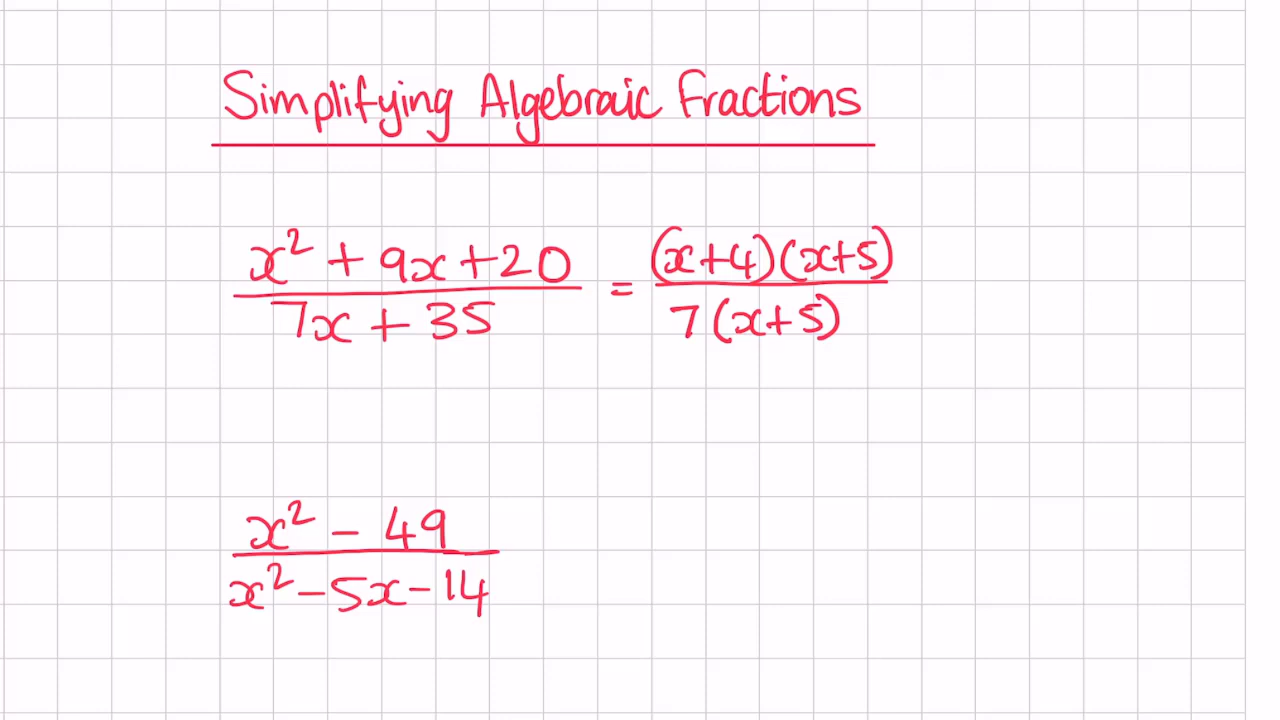 Simplifying Algebraic Fractions
x² + 9x + 20 = (x+4)(x+5)
7x + 35 7(x+5)
x² - 49
x² - 5x - 14